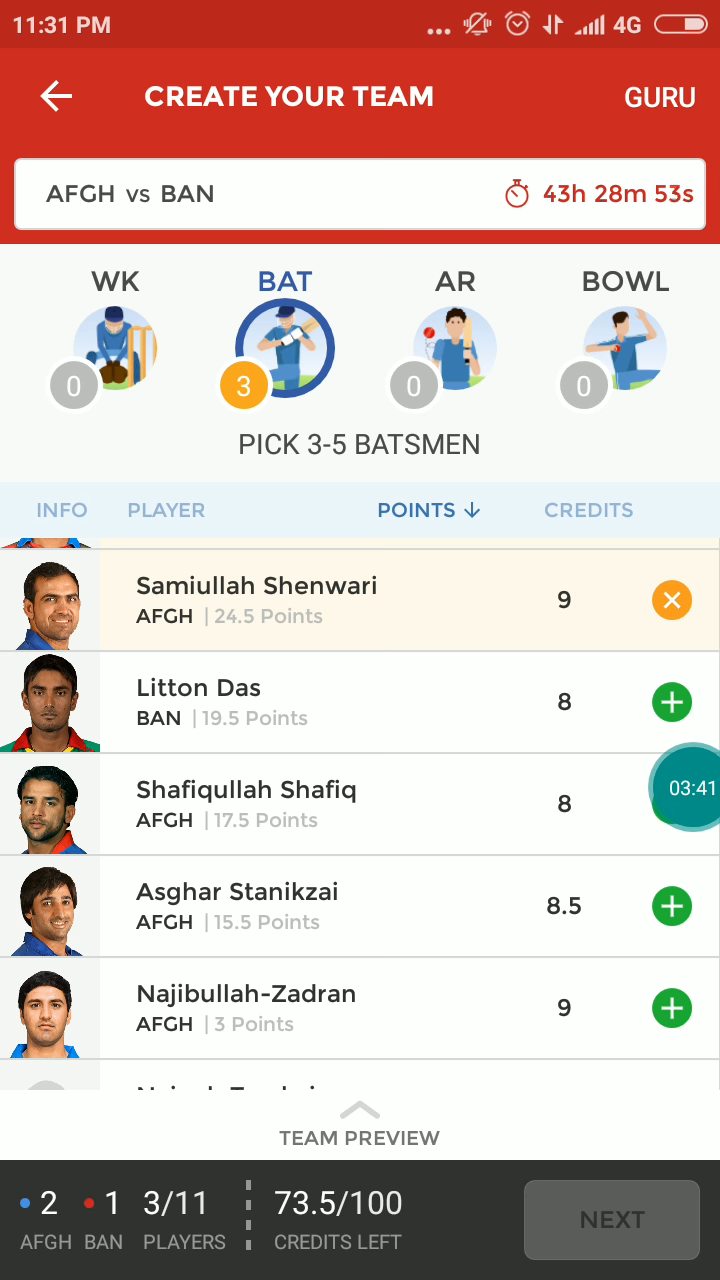 11:31 PM
4G
CREATE YOUR TEAM
GURU
AFGH vs BAN
43h 28m 53s
WK
BAT
AR
BOWL
0
3
0
0
PICK 3-5 BATSMEN
INFO
PLAYER
POINTS
CREDITS
Samiullah Shenwari
AFGH | 24.5 Points
9
Litton Das
BAN | 19.5 Points
8
Shafiqullah Shafiq
AFGH | 17.5 Points
8
03:41
Asghar Stanikzai
AFGH | 15.5 Points
8.5
Najibullah-Zadran
AFGH | 3 Points
9
TEAM PREVIEW
2 1 3/11 73.5/100
AFGH BAN PLAYERS CREDITS LEFT
NEXT